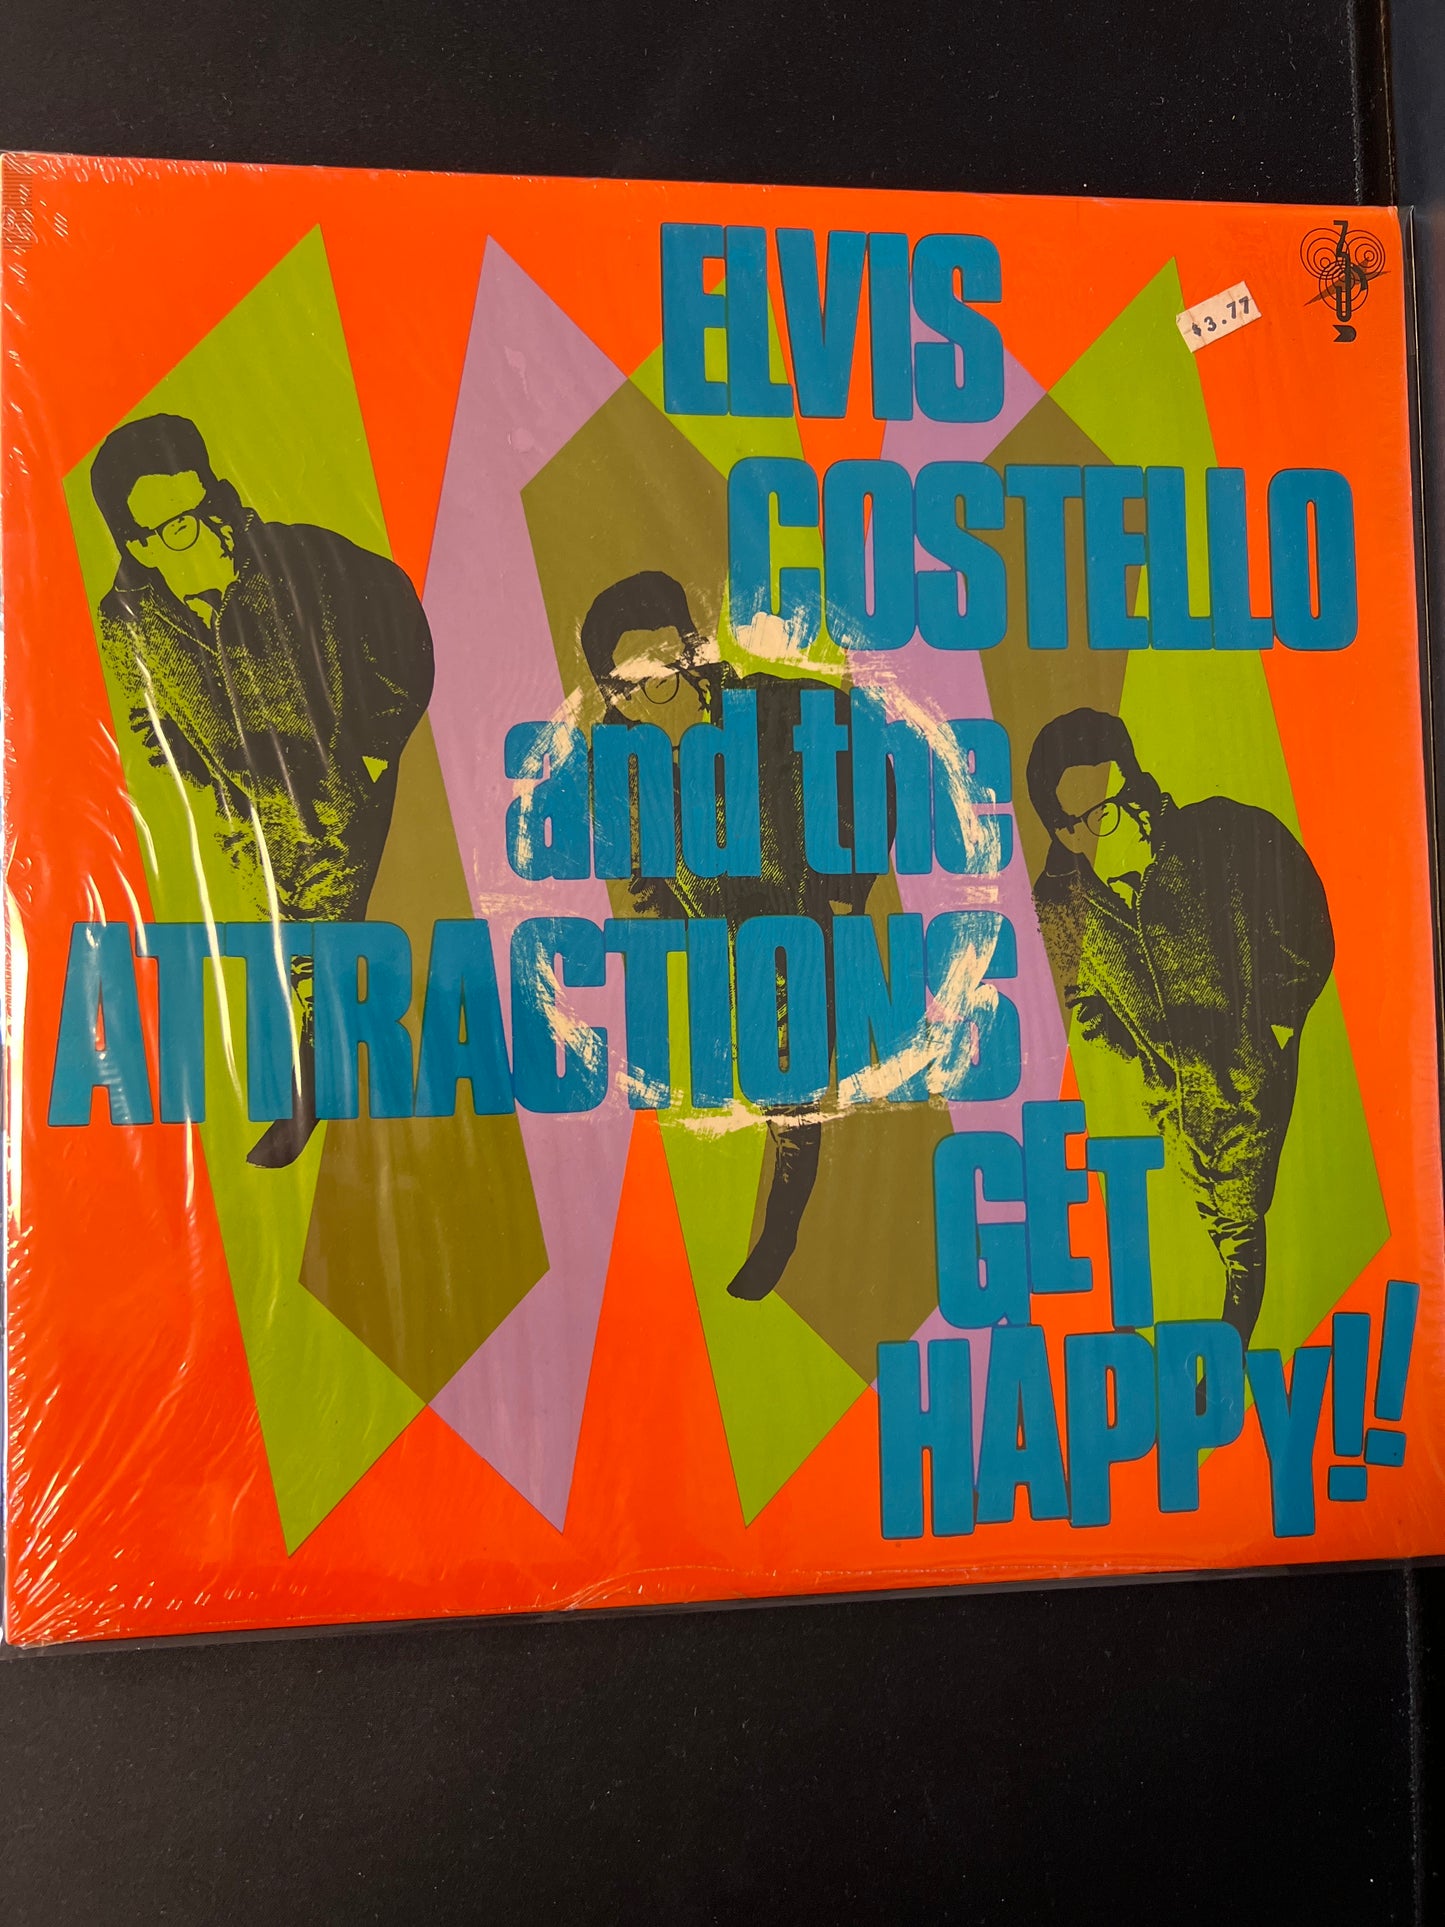 ELVIS
$3.77
COSTELLO
and the
ATTRACTIONS
GET
HAPPY!!